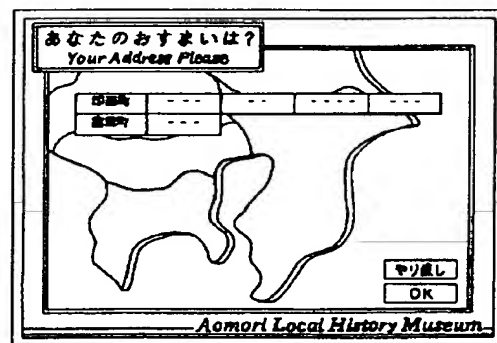 あなたのおすまいは?
Your Address Please
--- -- ---- ---
---
やり直し
OK
Aomori Local History Museum